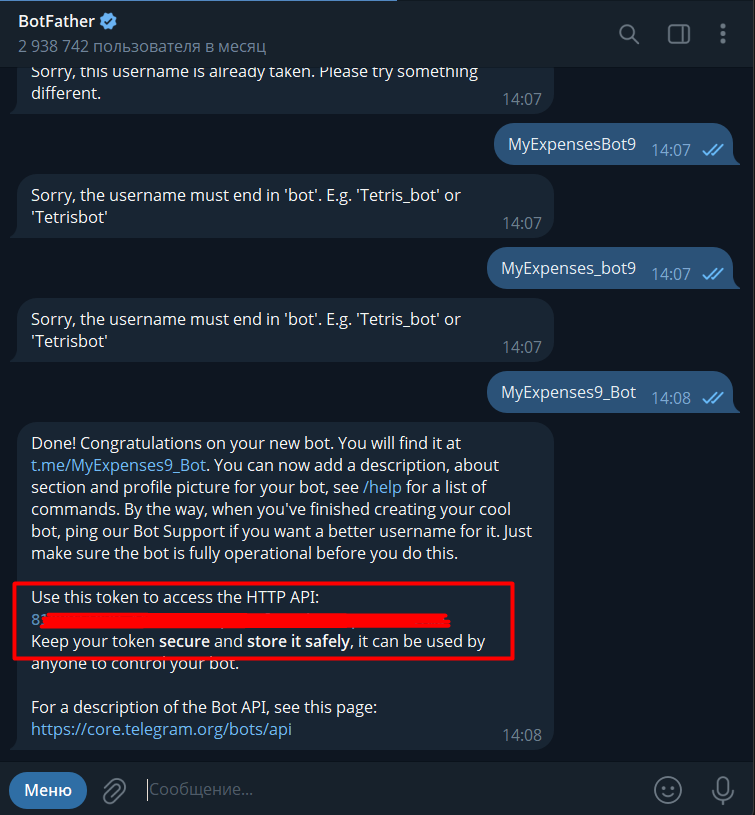 BotFather
2 938 742 пользователя в месяц
Sorry, this username is already taken. Please try something
different.
14:07
MyExpensesBot9
14:07
Sorry, the username must end in 'bot'. E.g. 'Tetris_bot' or
'Tetrisbot'
14:07
MyExpenses_bot9
14:07
Sorry, the username must end in 'bot'. E.g. 'Tetris_bot' or
'Tetrisbot'
14:07
MyExpenses9_Bot
14:08
Done! Congratulations on your new bot. You will find it at
t.me/MyExpenses9_Bot. You can now add a description, about
section and profile picture for your bot, see /help for a list of
commands. By the way, when you've finished creating your cool
bot, ping our Bot Support if you want a better username for it. Just
make sure the bot is fully operational before you do this.
Use this token to access the HTTP API:
Keep your token secure and store it safely, it can be used by
anyone to control your bot.
For a description of the Bot API, see this page:
https://core.telegram.org/bots/api
14:08
Меню
Сообщение...